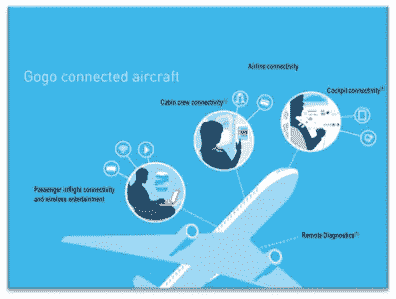 Airline connectivity
Gogo connected aircraft
Cockpit connectivity
Cabin crew connectivity
Passenger inflight connectivity
and wireless entertainment
Remote Diagnostics